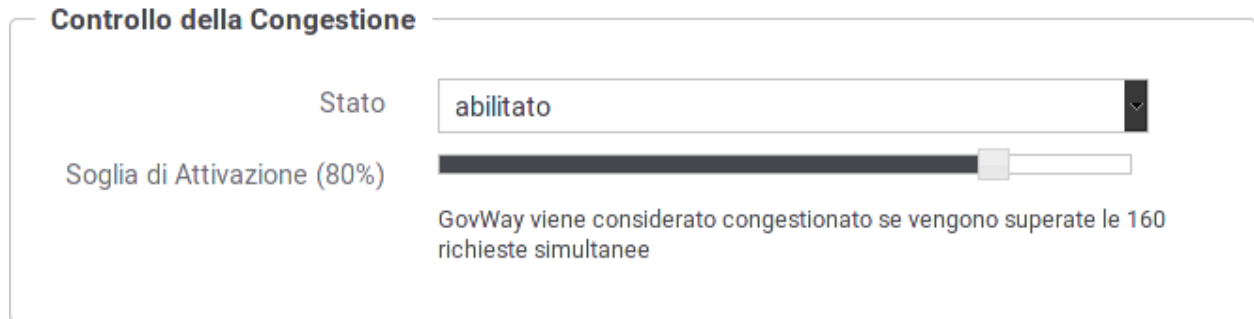 Controllo della Congestione
Stato
abilitato
Soglia di Attivazione (80%)
GovWay viene considerato congestionato se vengono superate le 160
richieste simultanee